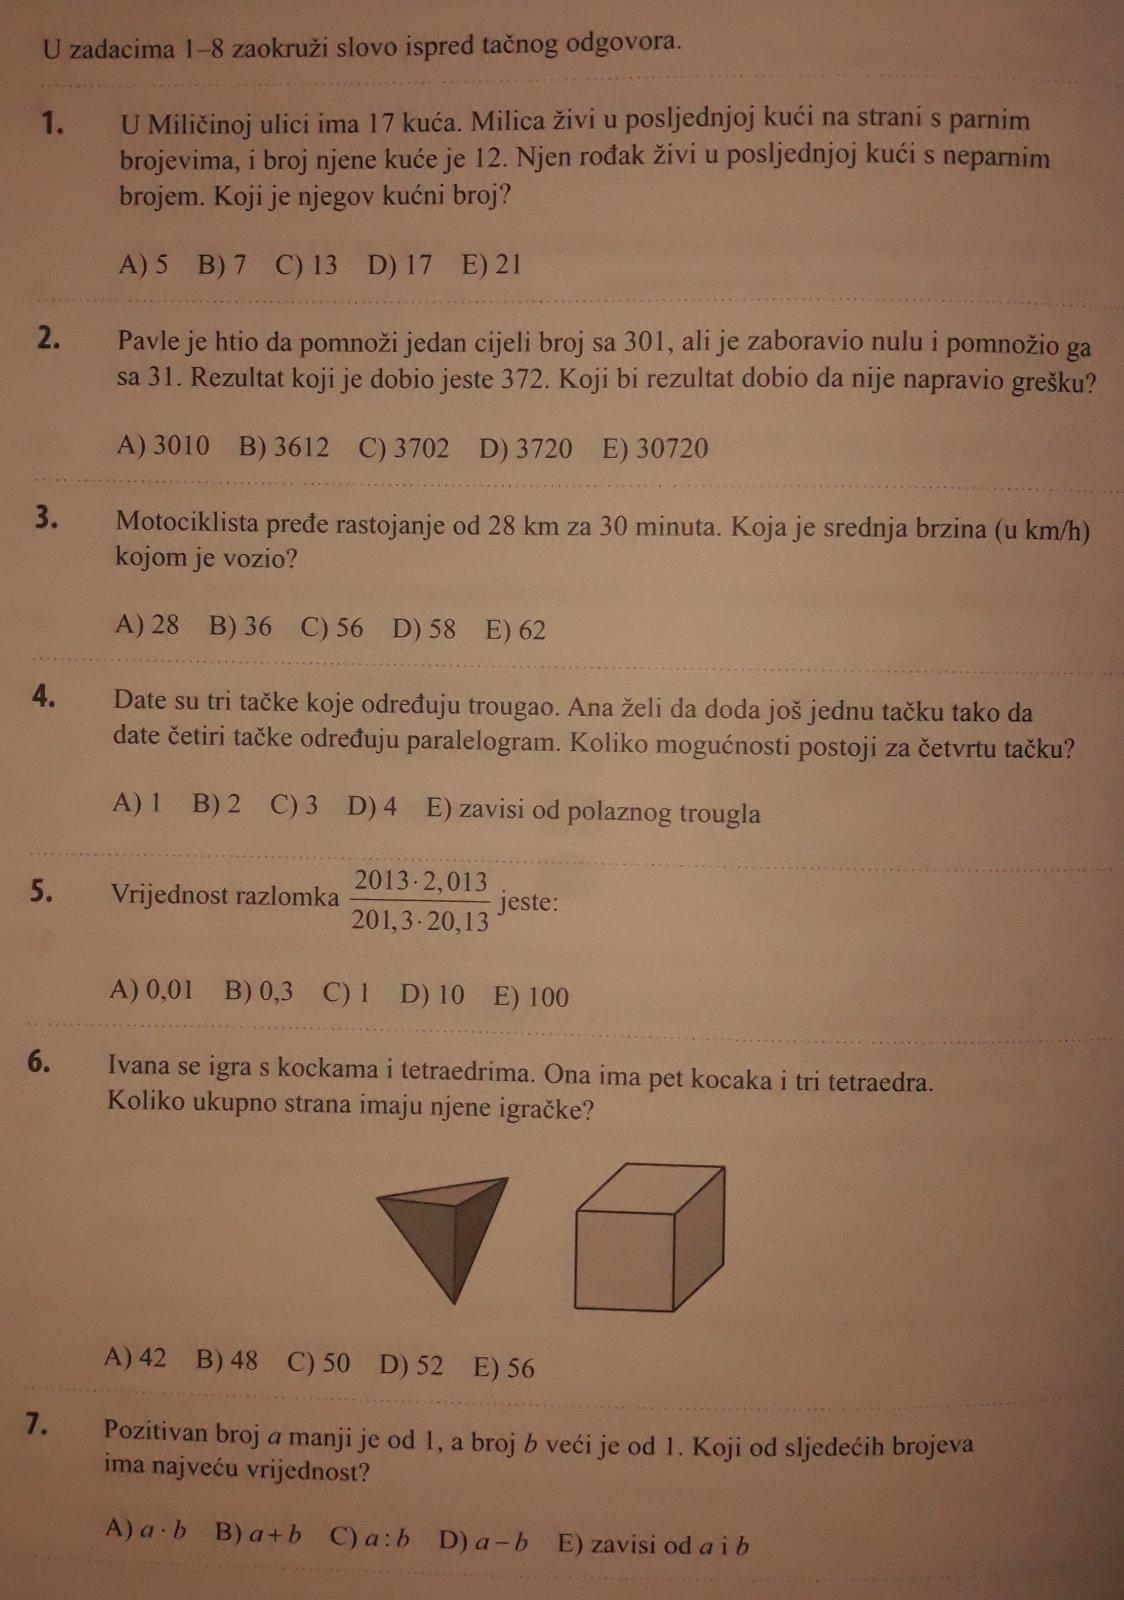 U zadacima 1–8 zaokruži slovo ispred tačnog odgovora.
1. U Miličinoj ulici ima 17 kuća. Milica živi u posljednjoj kući na strani s parnim
brojevima, i broj njene kuće je 12. Njen rođak živi u posljednjoj kući s neparnim
brojem. Koji je njegov kućni broj?
A) 5 B) 7 C) 13 D) 17 E) 21
2. Pavle je htio da pomnoži jedan cijeli broj sa 301, ali je zaboravio nulu i pomnožio ga
sa 31. Rezultat koji je dobio jeste 372. Koji bi rezultat dobio da nije napravio grešku?
A) 3010 B) 3612 C) 3702 D) 3720 E) 30720
3. Motociklista pređe rastojanje od 28 km za 30 minuta. Koja je srednja brzina (u km/h)
kojom je vozio?
A) 28 B) 36 C) 56 D) 58 E) 62
4. Date su tri tačke koje određuju trougao. Ana želi da doda još jednu tačku tako da
date četiri tačke određuju paralelogram. Koliko mogućnosti postoji za četvrtu tačku?
A) 1 B) 2 C) 3 D) 4 E) zavisi od polaznog trougla
5. Vrijednost razlomka 2013·2,013 / 201,3·20,13 jeste:
A) 0,01 B) 0,3 C) 1 D) 10 E) 100
6. Ivana se igra s kockama i tetraedrima. Ona ima pet kocaka i tri tetraedra.
Koliko ukupno strana imaju njene igračke?
A) 42 B) 48 C) 50 D) 52 E) 56
7. Pozitivan broj a manji je od 1, a broj b veći je od 1. Koji od sljedećih brojeva
ima najveću vrijednost?
A) a · b B) a + b C) a : b D) a – b E) zavisi od a i b